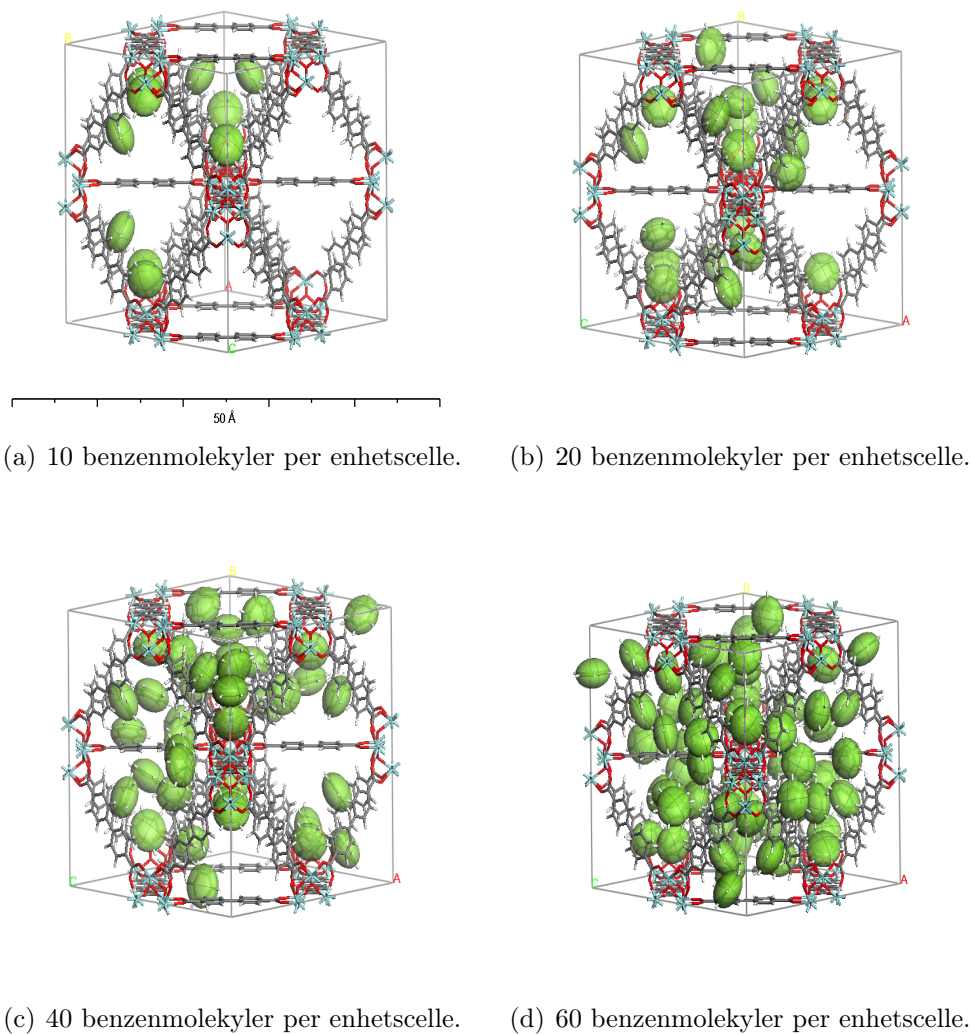 B
A
C
50 Å
(a) 10 benzenmolekyler per enhetscelle.
B
C
A
(b) 20 benzenmolekyler per enhetscelle.
B
C
A
(c) 40 benzenmolekyler per enhetscelle.
B
C
A
(d) 60 benzenmolekyler per enhetscelle.